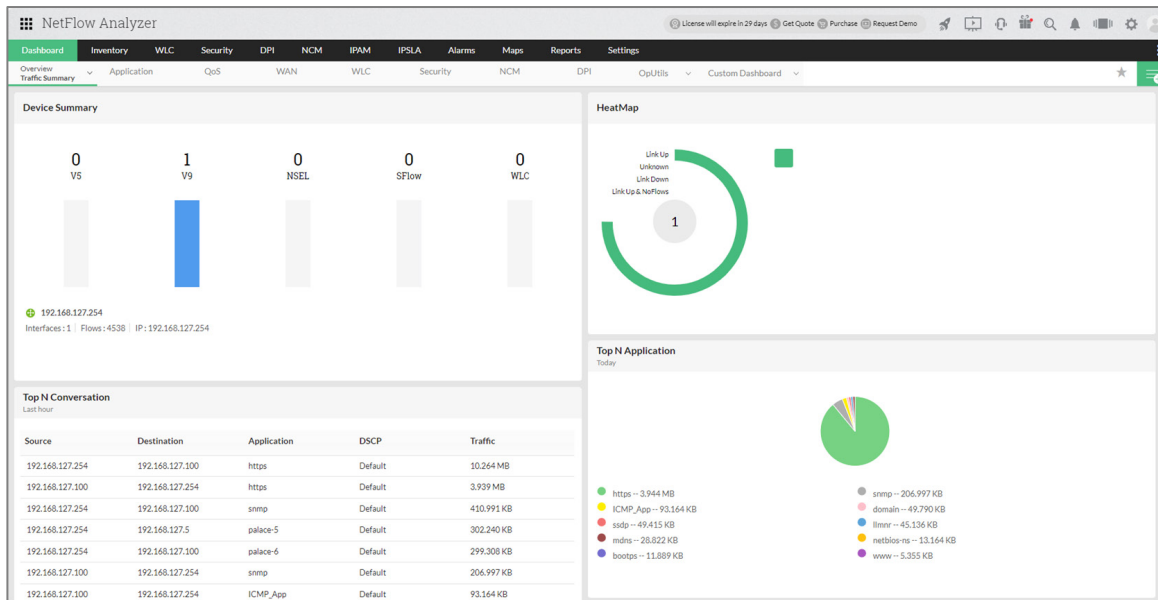 NetFlow Analyzer
License will expire in 29 days Get Quote Purchase Request Demo
Dashboard Inventory WLC Security DPI NCM IPAM IPSLA Alarms Maps Reports Settings
Overview
Traffic Summary
Application QoS WAN WLC Security NCM DPI OpUtils Custom Dashboard
Device Summary
0 1 0 0 0
V5 V9 NSEL SFlow WLC
192.168.127.254
Interfaces : 1 Flows : 4538 IP : 192.168.127.254
Top N Conversation
Last hour
Source Destination Application DSCP Traffic
192.168.127.254 192.168.127.100 https Default 10.264 MB
192.168.127.100 192.168.127.254 https Default 3.939 MB
192.168.127.254 192.168.127.100 snmp Default 410.991 KB
192.168.127.254 192.168.127.5 palace-5 Default 302.240 KB
192.168.127.254 192.168.127.100 palace-6 Default 299.308 KB
192.168.127.100 192.168.127.254 snmp Default 206.997 KB
192.168.127.100 192.168.127.254 ICMP_App Default 93.164 KB
HeatMap
Link Up
Unknown
Link Down
Link Up & NoFlows
1
Top N Application
Today
https -- 3.944 MB snmp -- 206.997 KB
ICMP_App -- 93.164 KB domain -- 49.790 KB
ssdp -- 49.415 KB llmnr -- 45.136 KB
mdns -- 28.822 KB netbios-ns -- 13.164 KB
bootps -- 11.889 KB www -- 5.355 KB